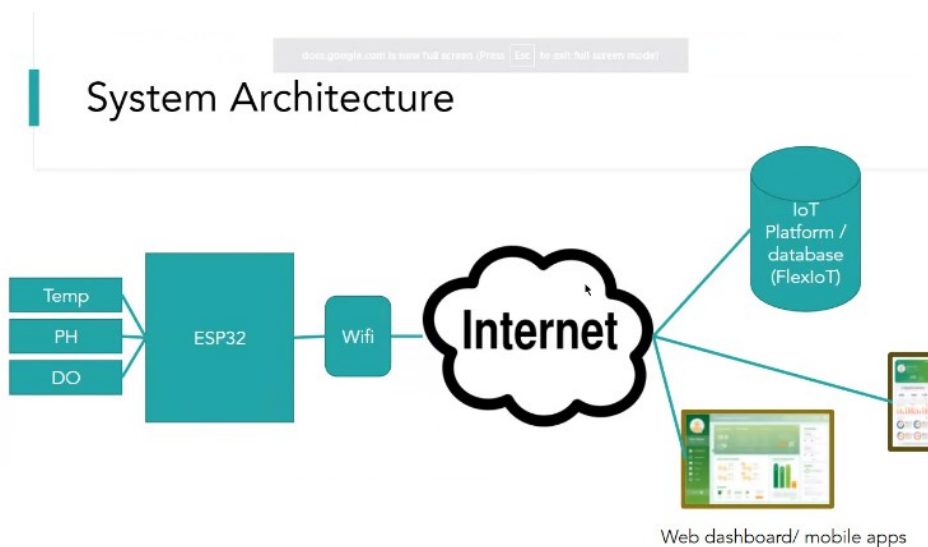 docs.google.com is now full screen (Press Esc to exit full screen mode)
System Architecture
IoT
Platform /
database
(FlexIoT)
Temp
PH
DO
ESP32
Wifi
Internet
Web dashboard/ mobile apps